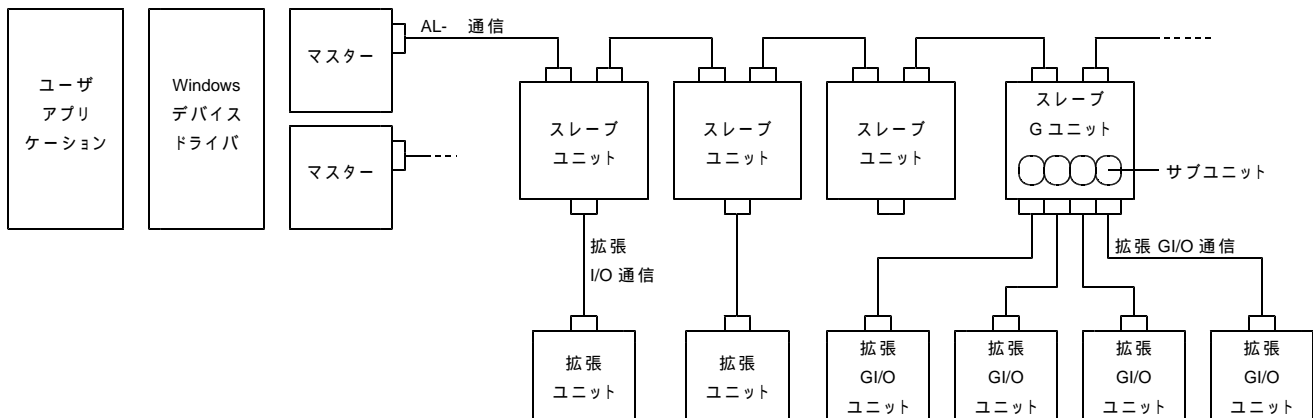 ユーザ
アプリ
ケーション
Windows
デバイス
ドライバ
マスター
マスター
AL- 通信
スレーブ
ユニット
スレーブ
ユニット
スレーブ
ユニット
スレーブ
G ユニット
サブユニット
拡張
I/O 通信
拡張 GI/O 通信
拡張
ユニット
拡張
ユニット
拡張
GI/O
ユニット
拡張
GI/O
ユニット
拡張
GI/O
ユニット
拡張
GI/O
ユニット